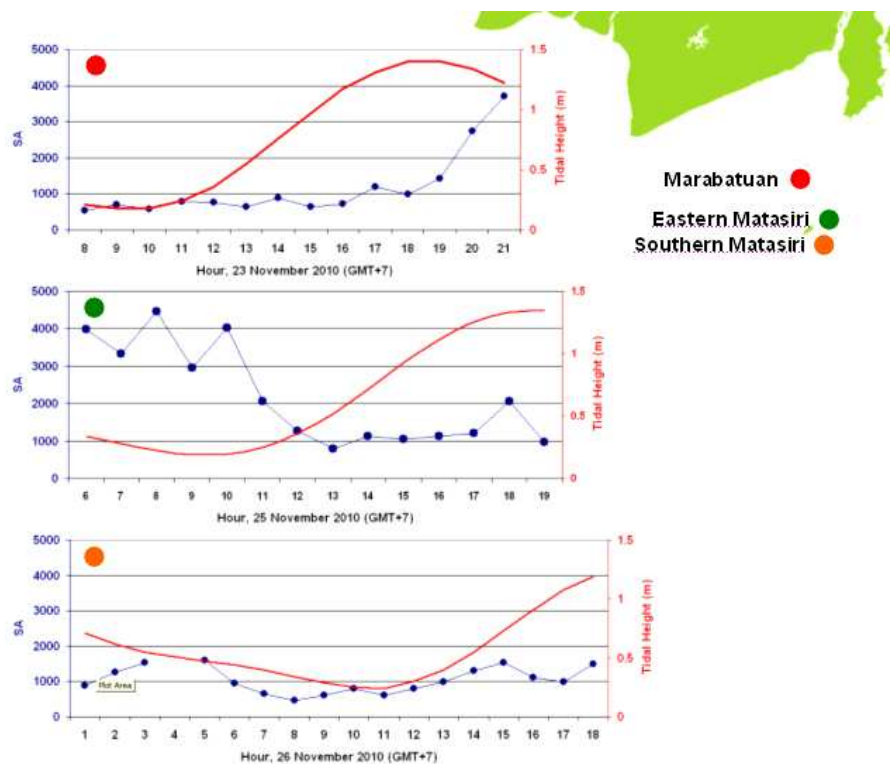 5000
4000
3000
2000
1000
0
SA
1.5
1
0.5
0
Tidal Height (m)
8 9 10 11 12 13 14 15 16 17 18 19 20 21
Hour, 23 November 2010 (GMT+7)
Marabatuan
Eastern Matasiri
Southern Matasiri
5000
4000
3000
2000
1000
0
SA
1.5
1
0.5
0
Tidal Height (m)
6 7 8 9 10 11 12 13 14 15 16 17 18 19
Hour, 25 November 2010 (GMT+7)
5000
4000
3000
2000
1000
0
SA
1.5
1
0.5
0
Tidal Height (m)
Plot Area
1 2 3 4 5 6 7 8 9 10 11 12 13 14 15 16 17 18
Hour, 26 November 2010 (GMT+7)